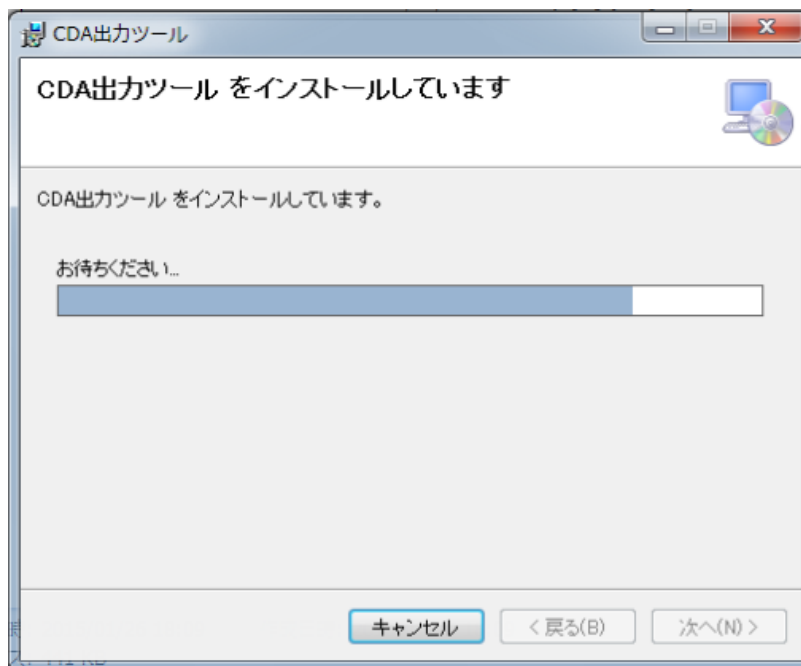 CDA出力ツール
CDA出力ツール をインストールしています
CDA出力ツール をインストールしています。
お待ちください...
キャンセル
< 戻る(B)
次へ(N) >